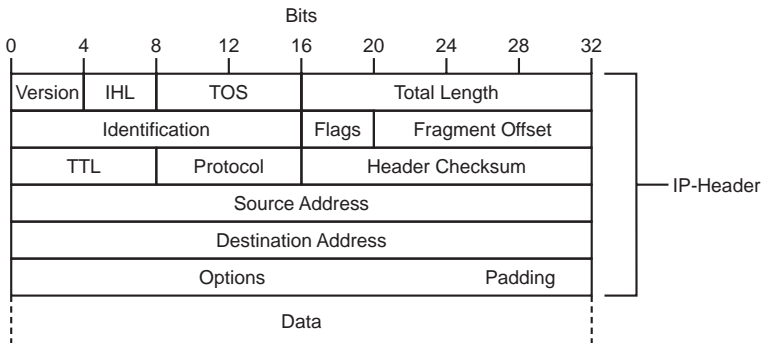 Bits
0 4 8 12 16 20 24 28 32
Version IHL TOS Total Length
Identification Flags Fragment Offset
TTL Protocol Header Checksum
IP-Header
Source Address
Destination Address
Options Padding
Data